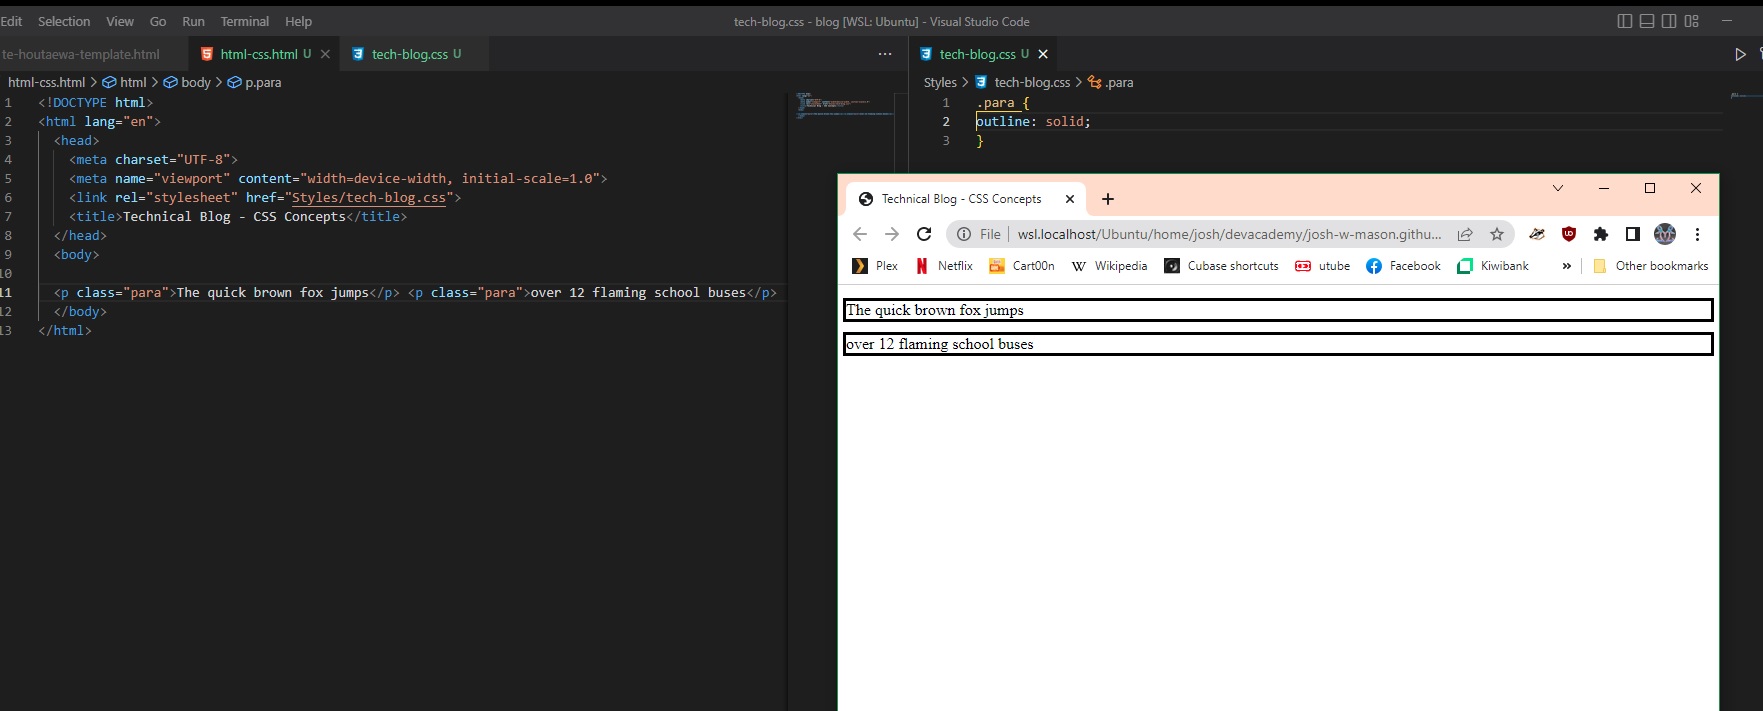 Edit Selection View Go Run Terminal Help
tech-blog.css - blog [WSL: Ubuntu] - Visual Studio Code
te-houtaewa-template.html html-css.html U tech-blog.css U
html-css.html > html > body > p.para
1 <!DOCTYPE html>
2 <html lang="en">
3 <head>
4 <meta charset="UTF-8">
5 <meta name="viewport" content="width=device-width, initial-scale=1.0">
6 <link rel="stylesheet" href="Styles/tech-blog.css">
7 <title>Technical Blog - CSS Concepts</title>
8 </head>
9 <body>
10
11 <p class="para">The quick brown fox jumps</p> <p class="para">over 12 flaming school buses</p>
12 </body>
13 </html>
tech-blog.css U
Styles > tech-blog.css > .para
1 .para {
2 outline: solid;
3 }
Technical Blog - CSS Concepts
File wsl.localhost/Ubuntu/home/josh/devacademy/josh-w-mason.githu...
Plex Netflix Cart00n Wikipedia Cubase shortcuts utube Facebook Kiwibank » Other bookmarks
The quick brown fox jumps
over 12 flaming school buses